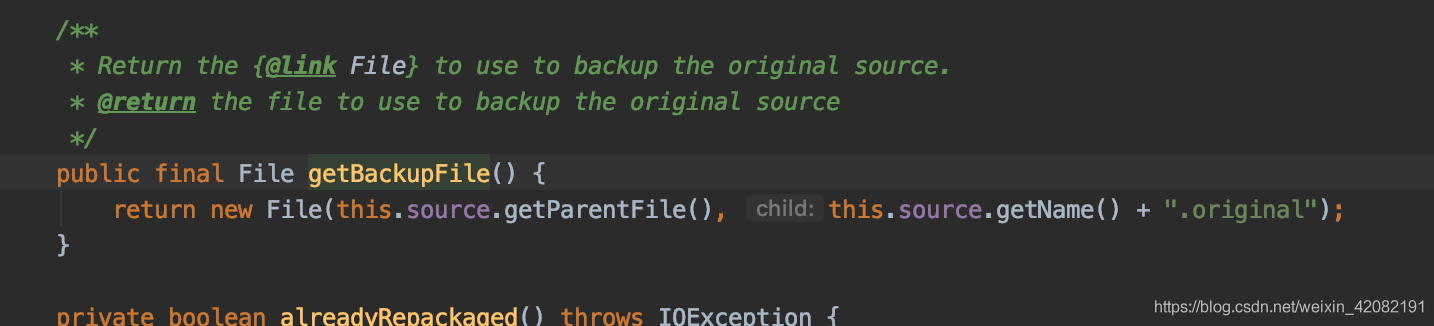 /**
 * Return the {@link File} to use to backup the original source.
 * @return the file to use to backup the original source
 */
public final File getBackupFile() {
    return new File(this.source.getParentFile(), child: this.source.getName() + ".original");
}
private boolean alreadyRepackaged() throws IOException {
https://blog.csdn.net/weixin_42082191